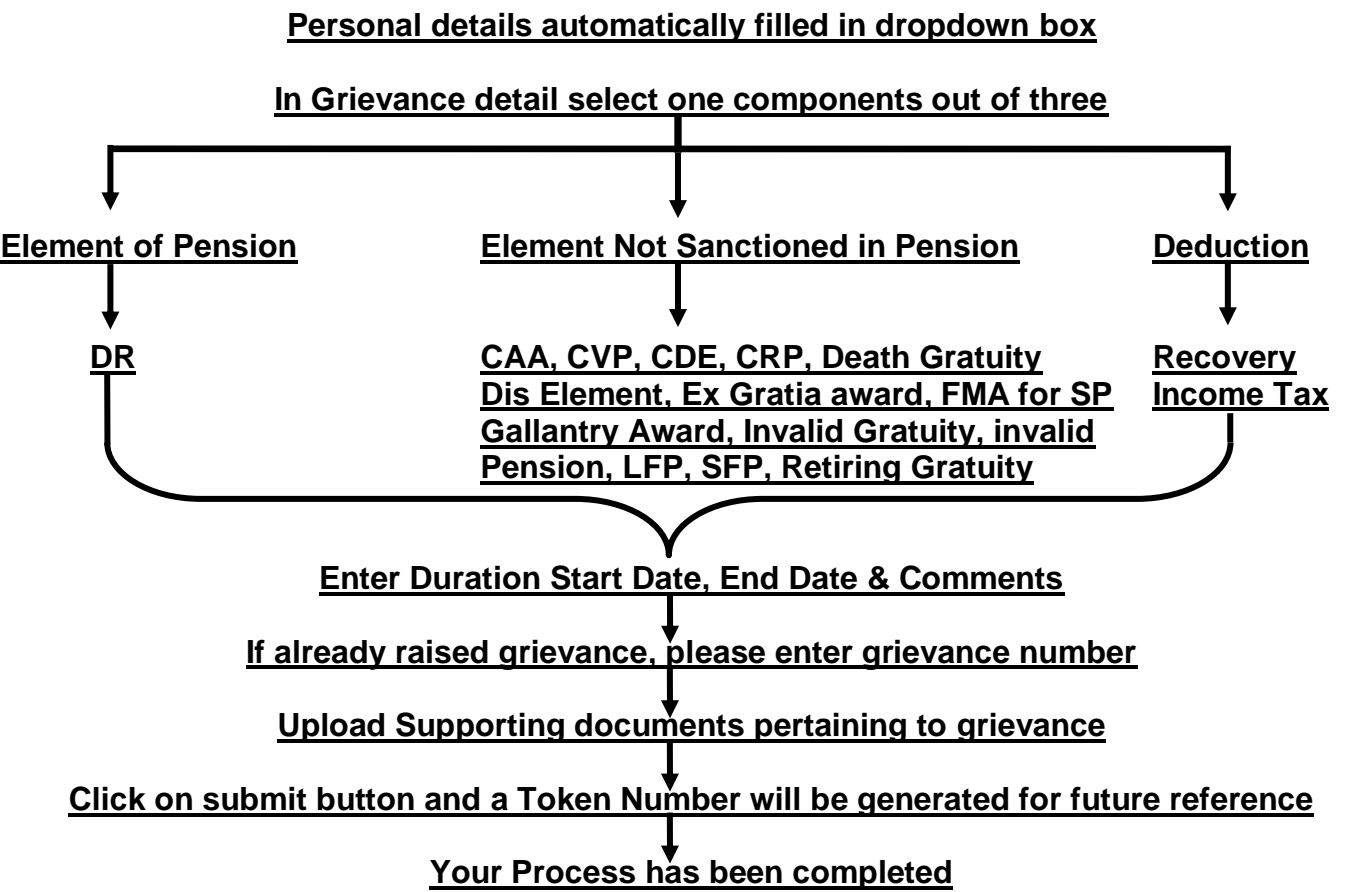 Personal details automatically filled in dropdown box
In Grievance detail select one components out of three
Element of Pension
Element Not Sanctioned in Pension
Deduction
DR
CAA, CVP, CDE, CRP, Death Gratuity
Dis Element, Ex Gratia award, FMA for SP
Gallantry Award, Invalid Gratuity, invalid
Pension, LFP, SFP, Retiring Gratuity
Recovery
Income Tax
Enter Duration Start Date, End Date & Comments
If already raised grievance, please enter grievance number
Upload Supporting documents pertaining to grievance
Click on submit button and a Token Number will be generated for future reference
Your Process has been completed